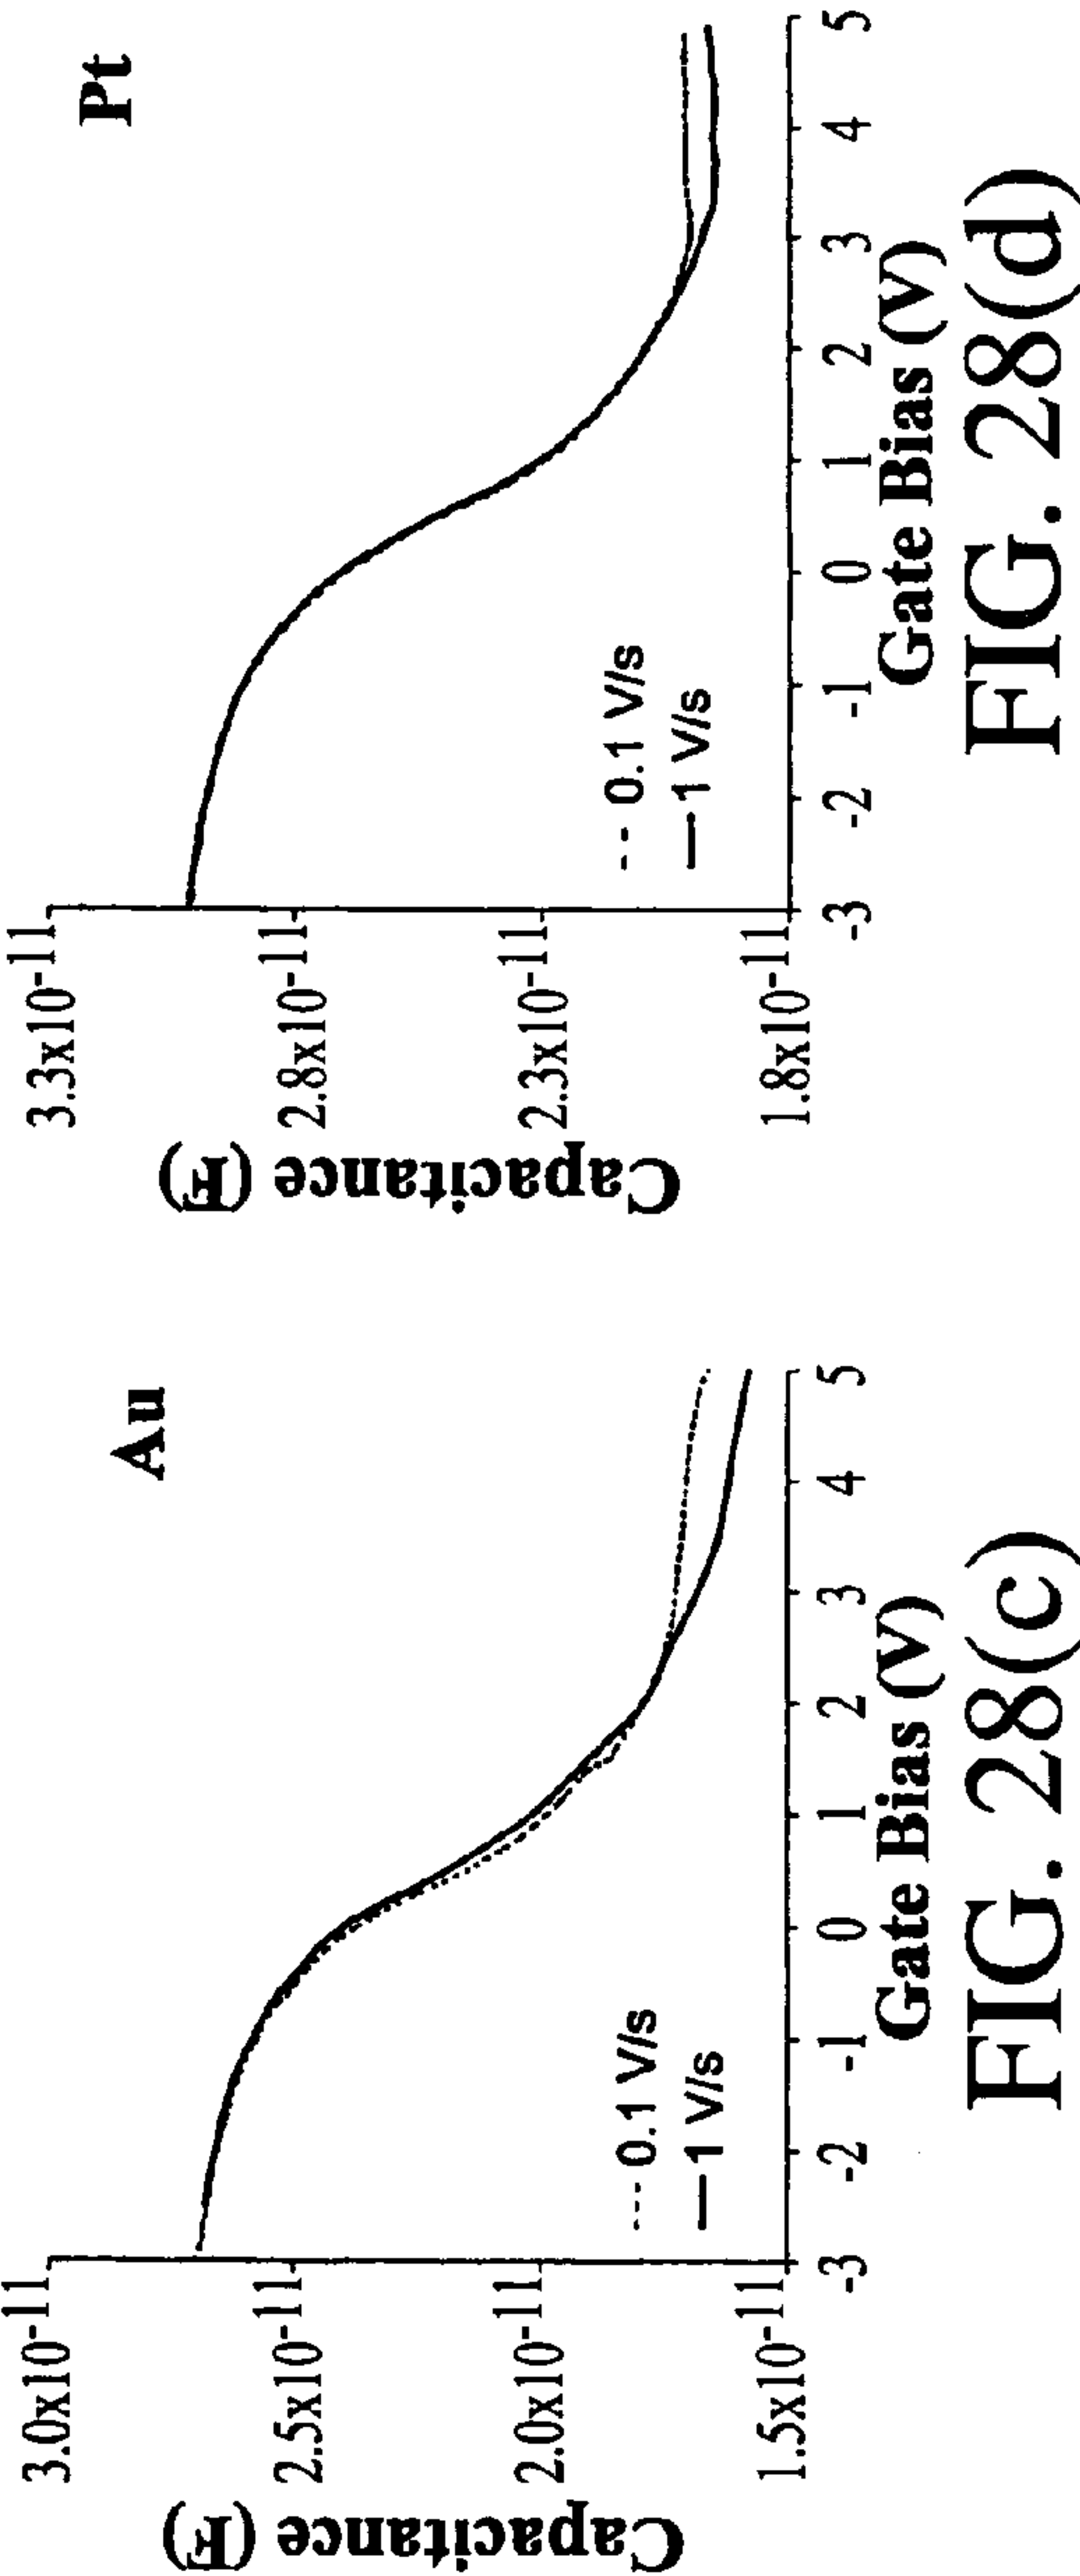 Au
Capacitance (F)
3.0x10-11
2.5x10-11
2.0x10-11
1.5x10-11
--- 0.1 V/s
— 1 V/s
-3 -2 -1 0 1 2 3 4 5
Gate Bias (V)
FIG. 28(c)
Pt
Capacitance (F)
3.3x10-11
2.8x10-11
2.3x10-11
1.8x10-11
-- 0.1 V/s
— 1 V/s
-3 -2 -1 0 1 2 3 4 5
Gate Bias (V)
FIG. 28(d)